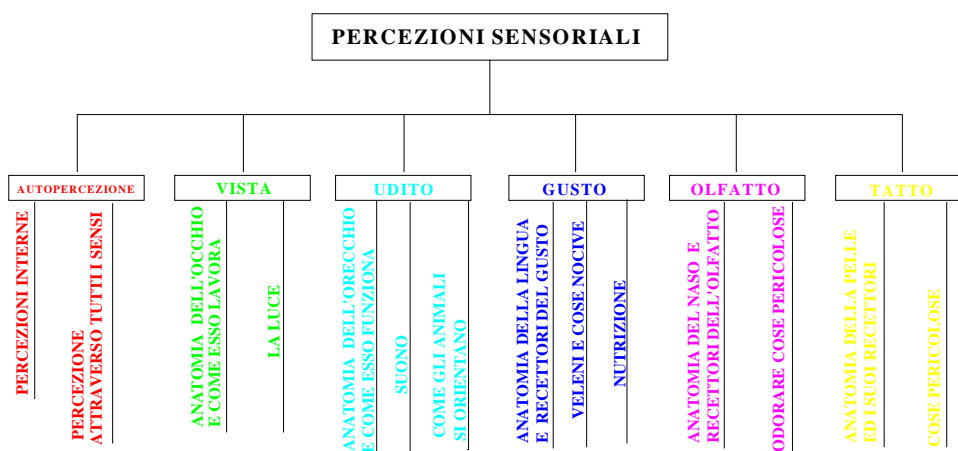 PERCEZIONI SENSORIALI
AUTOPERCEZIONE
PERCEZIONI INTERNE
PERCEZIONE
ATTRAVERSO TUTTI I SENSI
VISTA
ANATOMIA DELL'OCCHIO
E COME ESSO LAVORA
LA LUCE
UDITO
ANATOMIA DELL'ORECCHIO
E COME ESSO FUNZIONA
SUONO
COME GLI ANIMALI
SI ORIENTANO
GUSTO
ANATOMIA DELLA LINGUA
E RECETTORI DEL GUSTO
VELENI E COSE NOCIVE
NUTRIZIONE
OLFATTO
ANATOMIA DEL NASO E
RECETTORI DELL'OLFATTO
ODORARE COSE PERICOLOSE
TATTO
ANATOMIA DELLA PELLE
ED I SUOI RECETTORI
COSE PERICOLOSE